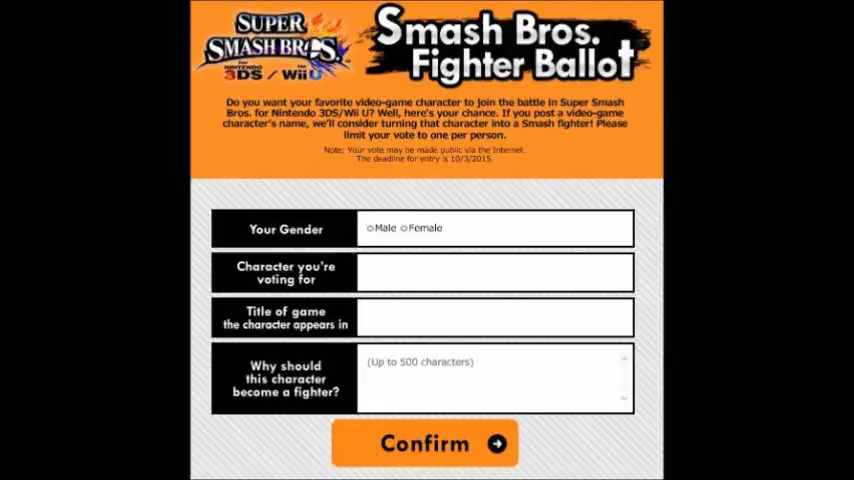 SUPER
SMASH BROS.
FOR NINTENDO 3DS / FOR Wii U
Smash Bros.
Fighter Ballot
Do you want your favorite video-game character to join the battle in Super Smash
Bros. for Nintendo 3DS/Wii U? Well, here's your chance. If you post a video-game
character's name, we'll consider turning that character into a Smash fighter! Please
limit your vote to one per person.
Note: Your vote may be made public via the Internet.
The deadline for entry is 10/3/2015.
Your Gender
Male Female
Character you're
voting for
Title of game
the character appears in
Why should
this character
become a fighter?
(Up to 500 characters)
Confirm